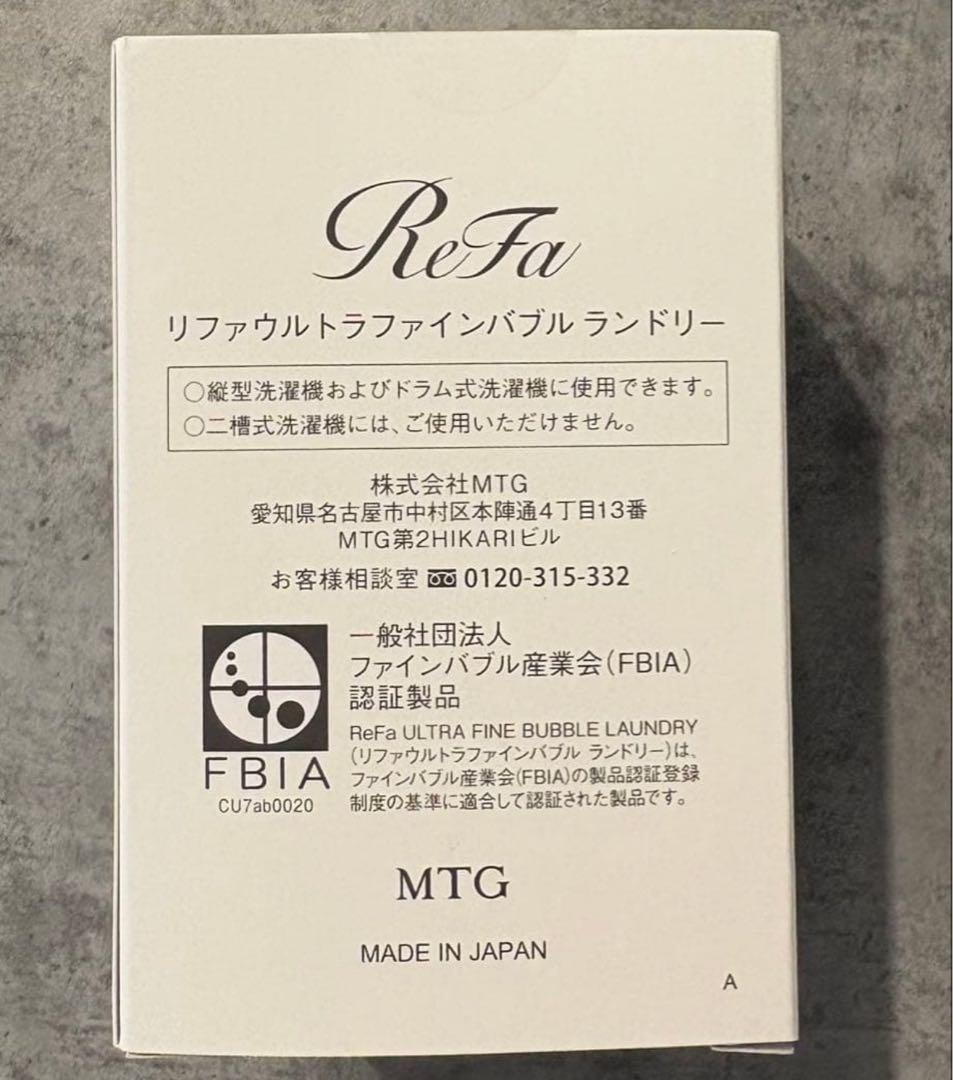 ReFa
リファウルトラファインバブル ランドリー
○縦型洗濯機およびドラム式洗濯機に使用できます。
○二槽式洗濯機には、ご使用いただけません。
株式会社MTG
愛知県名古屋市中村区本陣通4丁目13番
MTG第2HIKARIビル
お客様相談室 0120-315-332
一般社団法人
ファインバブル産業会(FBIA)
認証製品
ReFa ULTRA FINE BUBBLE LAUNDRY
(リファウルトラファインバブル ランドリー)は、
ファインバブル産業会(FBIA)の製品認証登録
制度の基準に適合して認証された製品です。
FBIA
CU7ab0020
MTG
MADE IN JAPAN
A